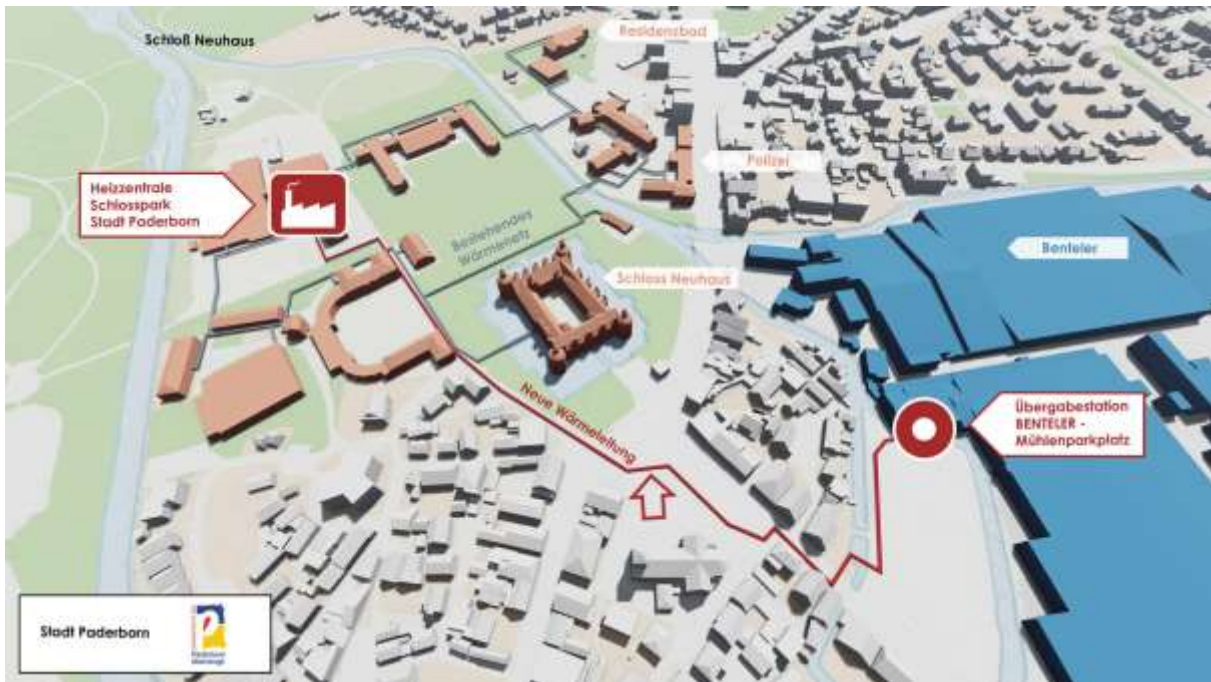 Schloß Neuhaus
Residensbad
Polizei
Heizzentrale
Schlosspark
Stadt Paderborn
Bestehendes
Wärmenetz
Benteler
Schloss Neuhaus
Neue Wärmeleitung
Übergabestation
BENTELER -
Mühlenparkplatz
Stadt Paderborn